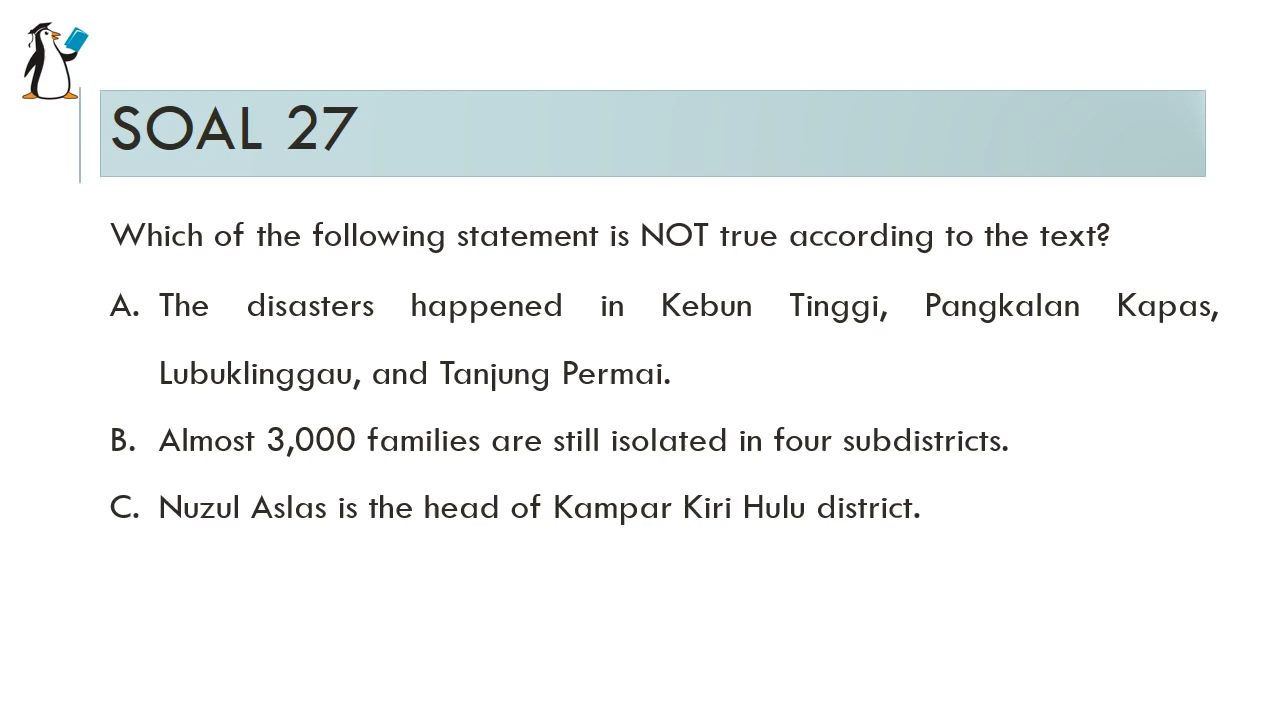 SOAL 27
Which of the following statement is NOT true according to the text?
A. The disasters happened in Kebun Tinggi, Pangkalan Kapas,
Lubuklinggau, and Tanjung Permai.
B. Almost 3,000 families are still isolated in four subdistricts.
C. Nuzul Aslas is the head of Kampar Kiri Hulu district.